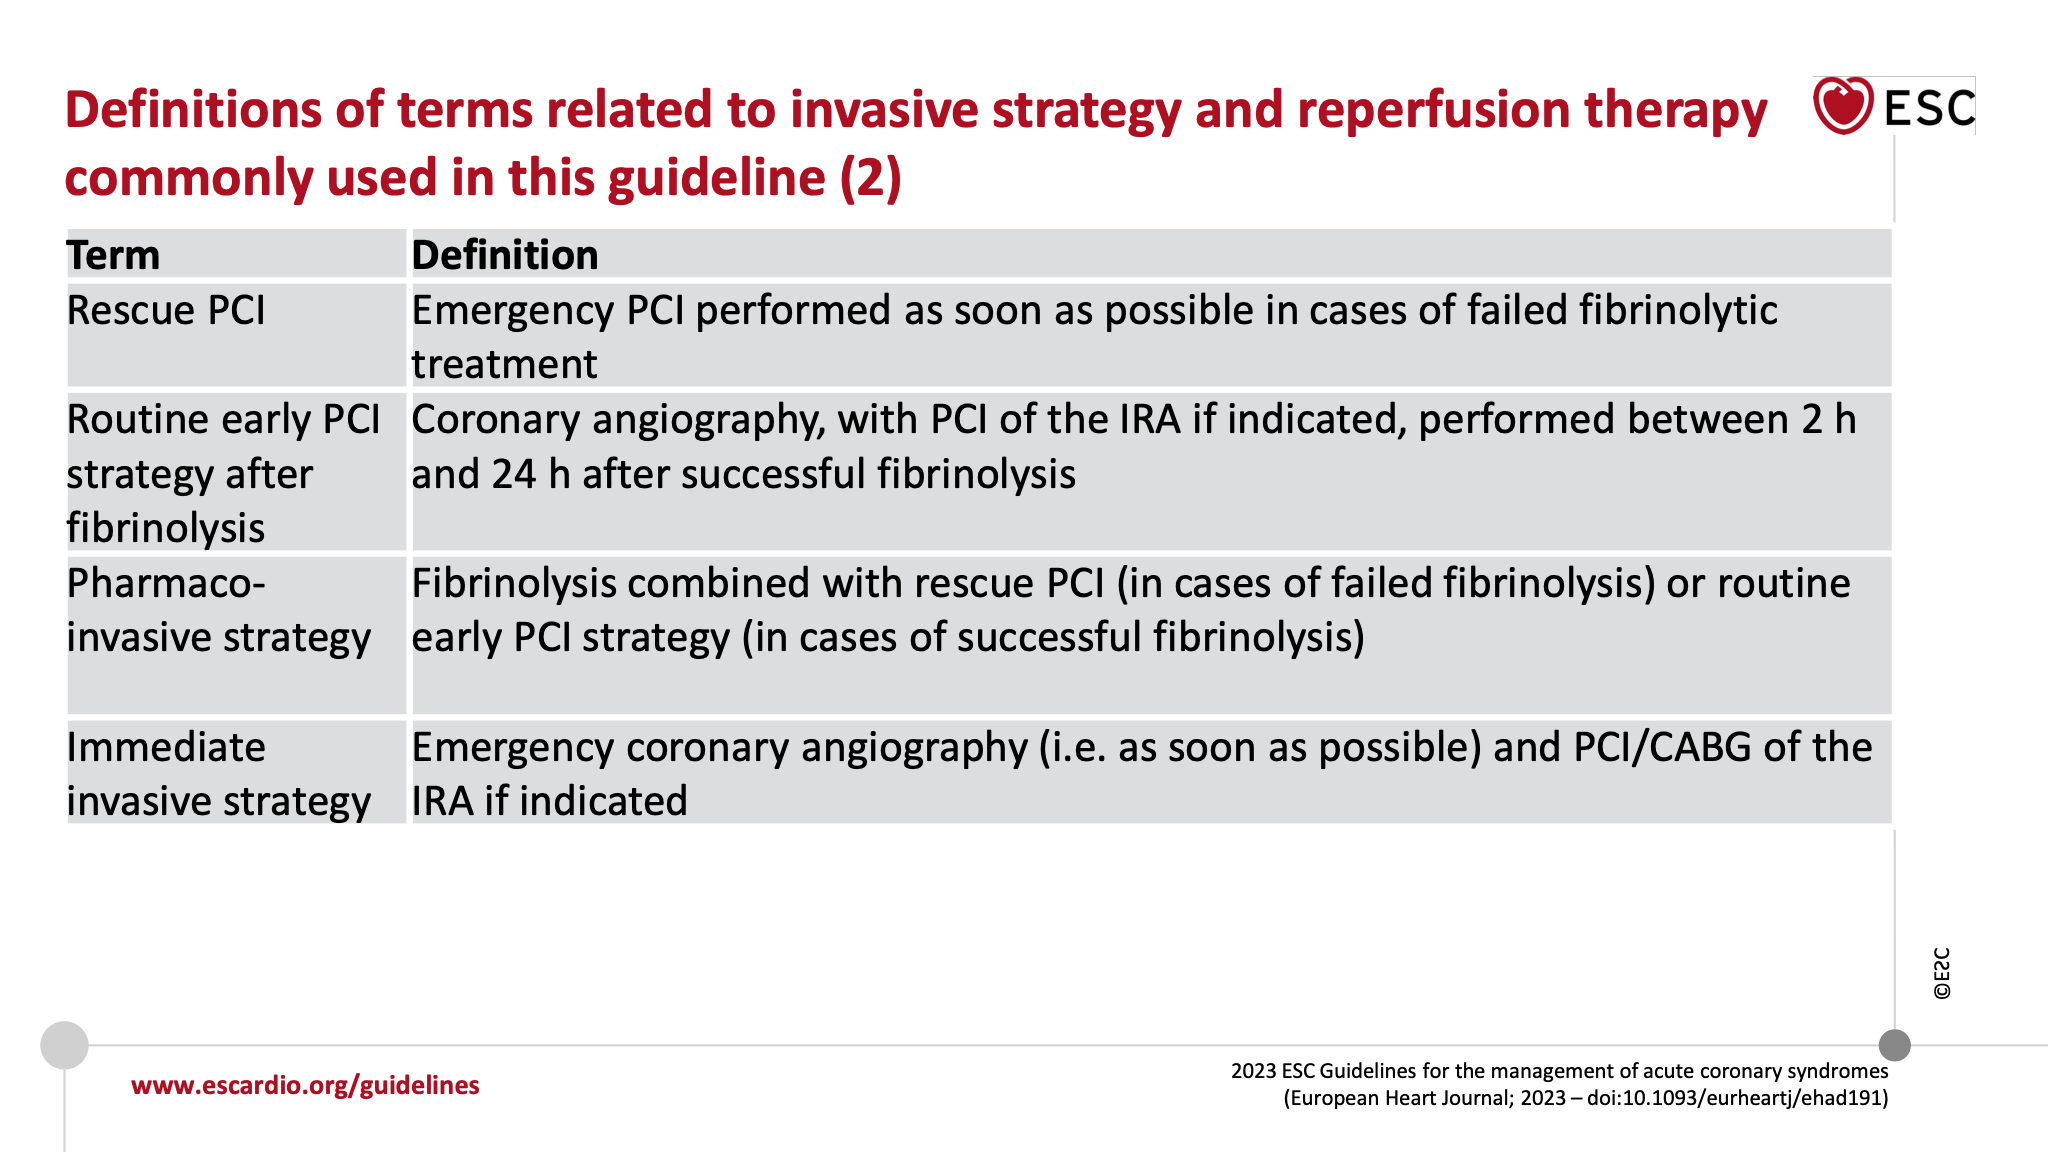 Definitions of terms related to invasive strategy and reperfusion therapy
commonly used in this guideline (2)
ESC
Term
Definition
Rescue PCI
Emergency PCI performed as soon as possible in cases of failed fibrinolytic
treatment
Routine early PCI
strategy after
fibrinolysis
Coronary angiography, with PCI of the IRA if indicated, performed between 2 h
and 24 h after successful fibrinolysis
Pharmaco-
invasive strategy
Fibrinolysis combined with rescue PCI (in cases of failed fibrinolysis) or routine
early PCI strategy (in cases of successful fibrinolysis)
Immediate
invasive strategy
Emergency coronary angiography (i.e. as soon as possible) and PCI/CABG of the
IRA if indicated
©ESC
www.escardio.org/guidelines
2023 ESC Guidelines for the management of acute coronary syndromes
(European Heart Journal; 2023 – doi:10.1093/eurheartj/ehad191)